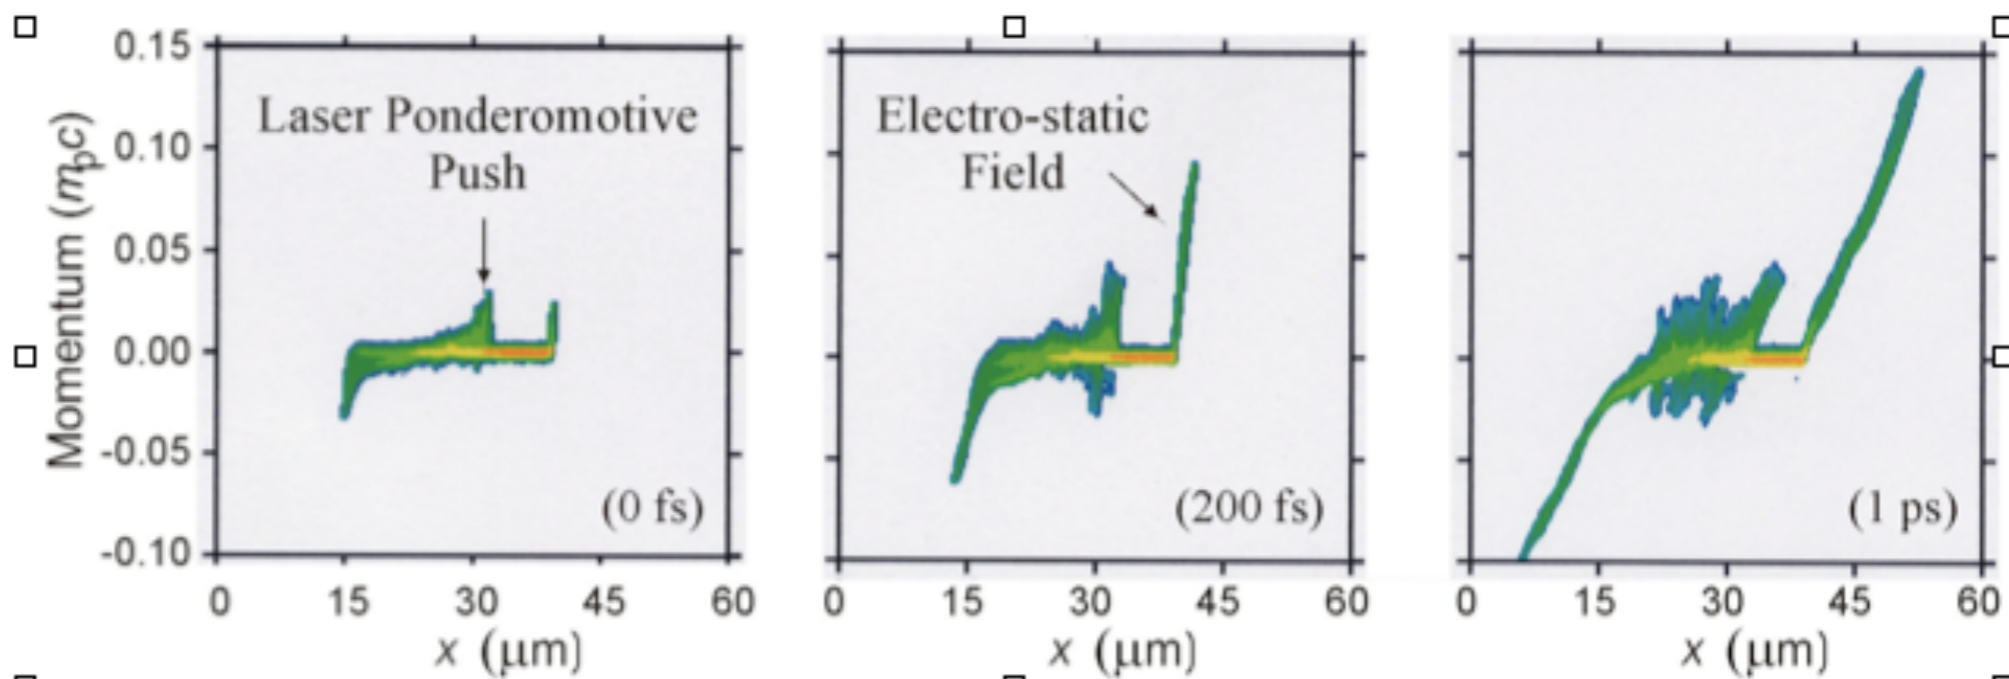 0.15
0.10
0.05
0.00
-0.05
-0.10
Momentum (mpc)
Laser Ponderomotive
Push
(0 fs)
0 15 30 45 60
x (μm)
Electro-static
Field
(200 fs)
0 15 30 45 60
x (μm)
(1 ps)
0 15 30 45 60
x (μm)